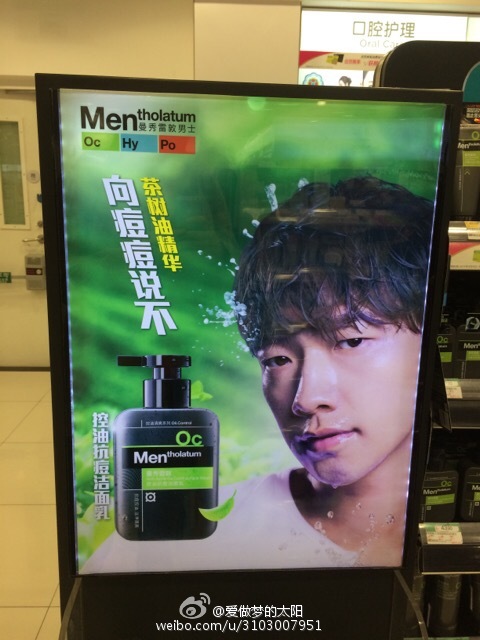 口腔护理
Oral Care
Mentholatum
曼秀雷敦男士
Oc Hy Po
茶树油精华
向痘痘说不
控油抗痘洁面乳
Oc
Mentholatum
@爱做梦的太阳
weibo.com/u/3103007951